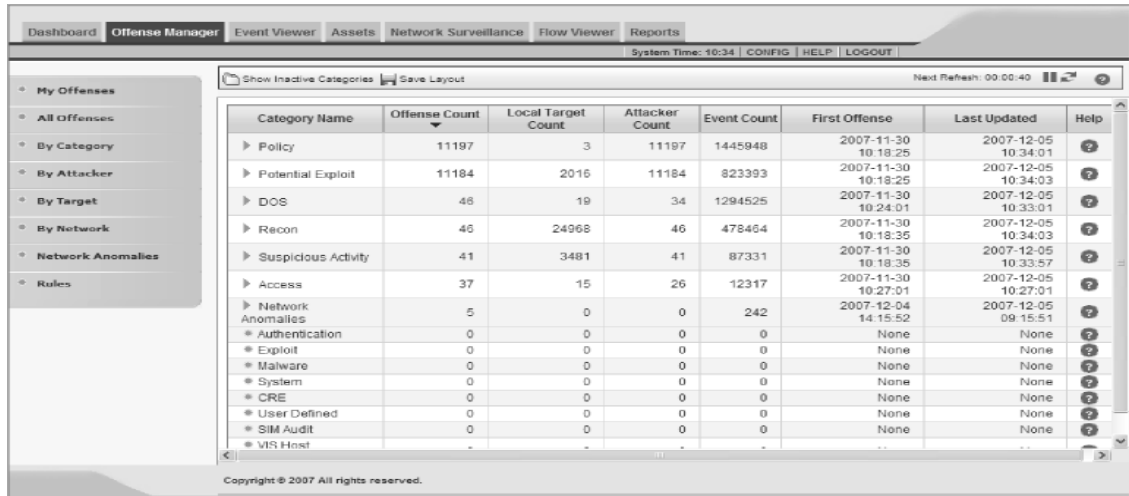 Dashboard Offense Manager Event Viewer Assets Network Surveillance Flow Viewer Reports
System Time: 10:34 | CONFIG | HELP | LOGOUT
My Offenses
All Offenses
By Category
By Attacker
By Target
By Network
Network Anomalies
Rules
Show Inactive Categories Save Layout Next Refresh: 00:00:40
Category Name Offense Count Local Target Count Attacker Count Event Count First Offense Last Updated Help
Policy 11197 3 11197 1445948 2007-11-30 10:18:25 2007-12-05 10:34:01
Potential Exploit 11184 2016 11184 823393 2007-11-30 10:18:25 2007-12-05 10:34:03
DOS 46 19 34 1294525 2007-11-30 10:24:01 2007-12-05 10:33:01
Recon 46 24968 46 478464 2007-11-30 10:18:35 2007-12-05 10:34:03
Suspicious Activity 41 3481 41 87331 2007-11-30 10:18:35 2007-12-05 10:33:57
Access 37 15 26 12317 2007-11-30 10:27:01 2007-12-05 10:27:01
Network Anomalies 5 0 0 242 2007-12-04 14:15:52 2007-12-05 09:15:51
Authentication 0 0 0 0 None None
Exploit 0 0 0 0 None None
Malware 0 0 0 0 None None
System 0 0 0 0 None None
CRE 0 0 0 0 None None
User Defined 0 0 0 0 None None
SIM Audit 0 0 0 0 None None
VIS Host
Copyright © 2007 All rights reserved.